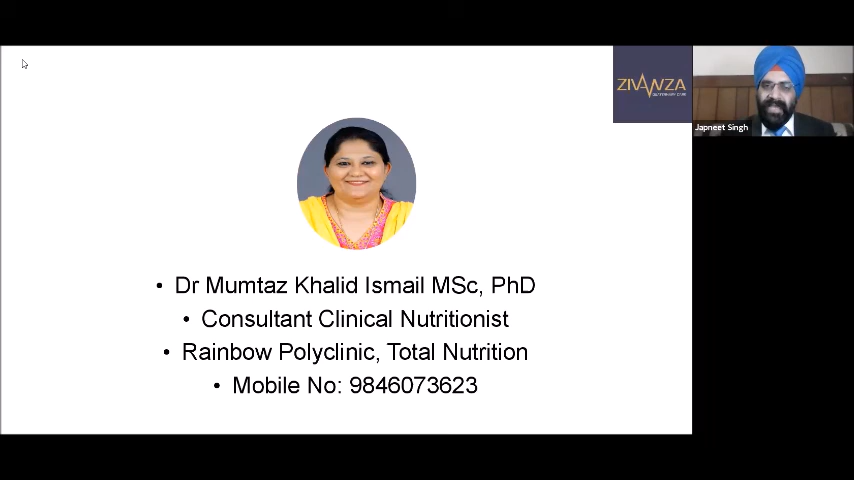 ZIVANZA
Japneet Singh
• Dr Mumtaz Khalid Ismail MSc, PhD
• Consultant Clinical Nutritionist
• Rainbow Polyclinic, Total Nutrition
• Mobile No: 9846073623